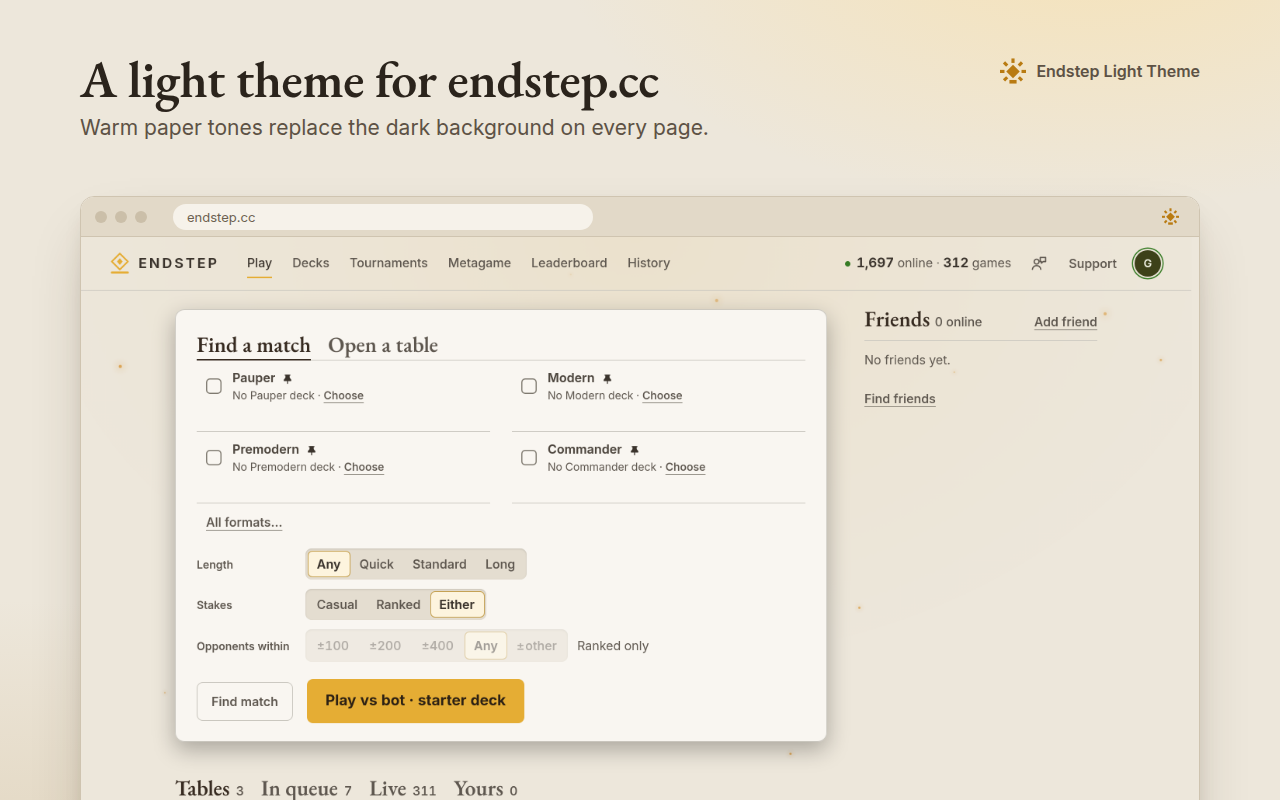 A light theme for endstep.cc
Endstep Light Theme
Warm paper tones replace the dark background on every page.
endstep.cc
ENDSTEP Play Decks Tournaments Metagame Leaderboard History 1,697 online · 312 games Support G
Find a match Open a table
Friends 0 online Add friend
No friends yet.
Find friends
Pauper
No Pauper deck · Choose
Modern
No Modern deck · Choose
Premodern
No Premodern deck · Choose
Commander
No Commander deck · Choose
All formats...
Length Any Quick Standard Long
Stakes Casual Ranked Either
Opponents within ±100 ±200 ±400 Any ±other Ranked only
Find match Play vs bot · starter deck
Tables 3 In queue 7 Live 311 Yours 0